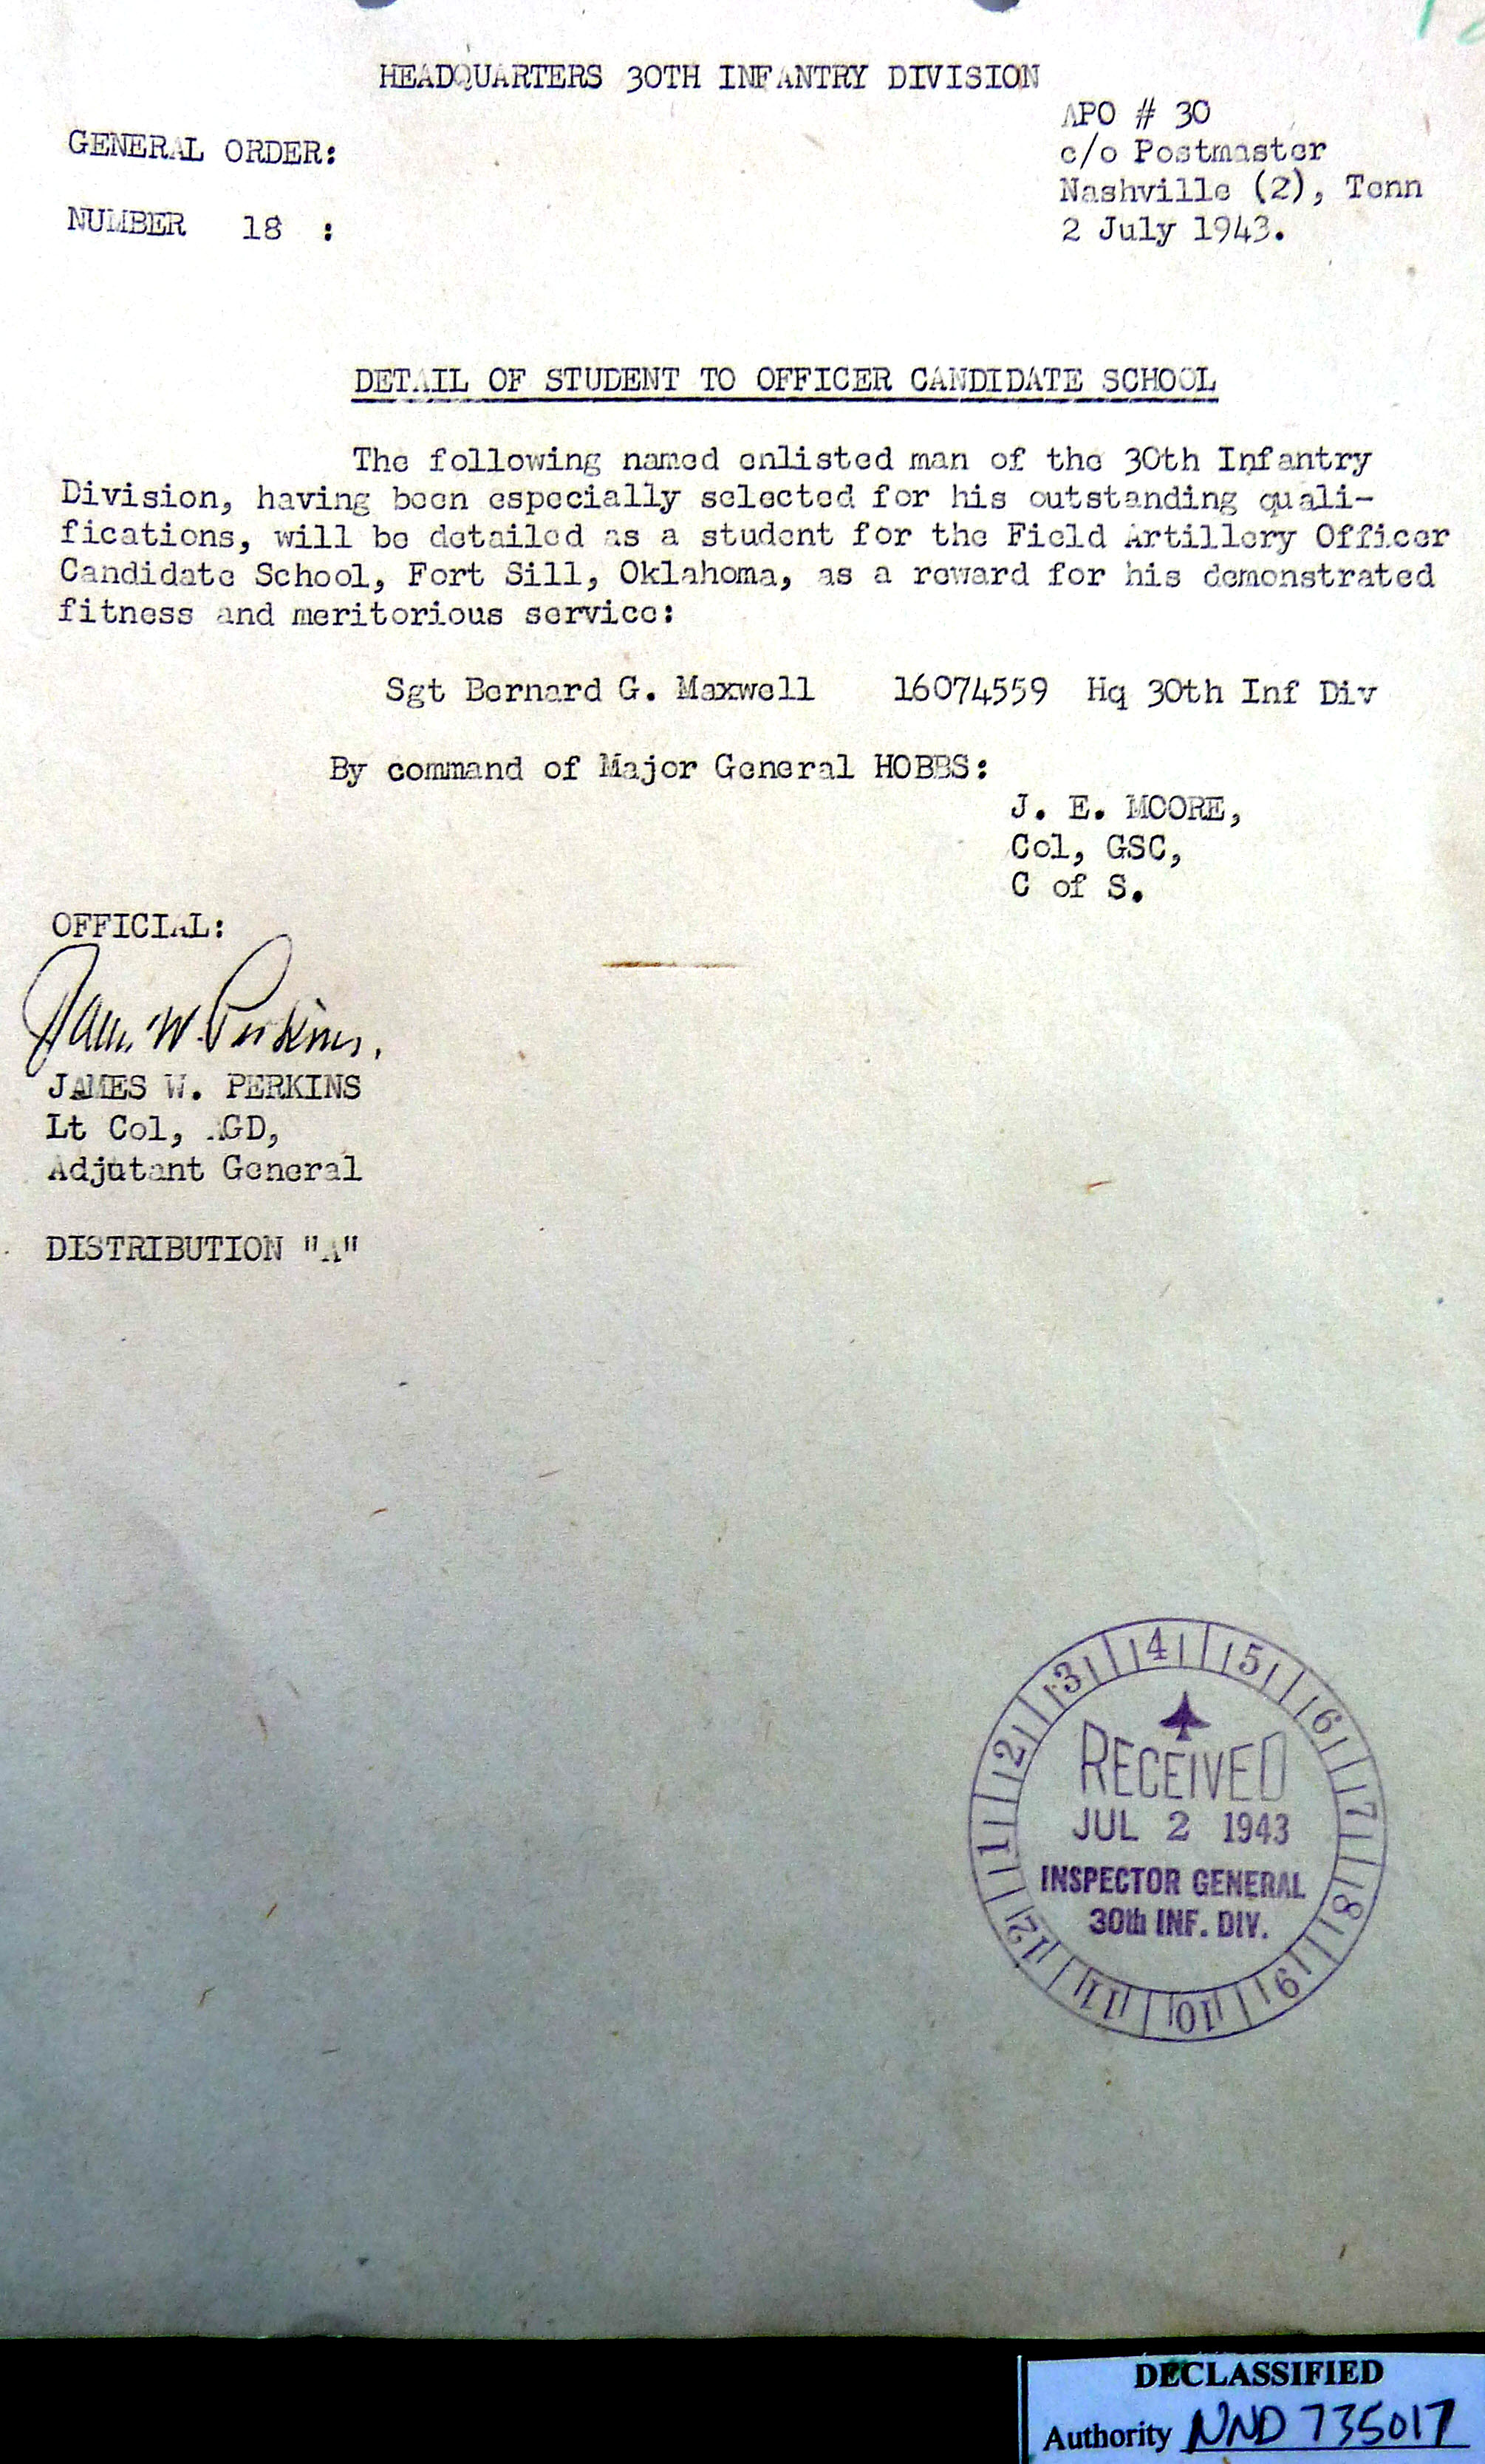 HEADQUARTERS 30TH INFANTRY DIVISION
APO # 30
GENERAL ORDER:
c/o Postmaster
Nashville (2), Tenn
NUMBER 18 :
2 July 1943.
DETAIL OF STUDENT TO OFFICER CANDIDATE SCHOOL
The following named enlisted man of the 30th Infantry
Division, having been especially selected for his outstanding quali-
fications, will be detailed as a student for the Field Artillery Officer
Candidate School, Fort Sill, Oklahoma, as a reward for his demonstrated
fitness and meritorious service:
Sgt Bernard G. Maxwell 16074559 Hq 30th Inf Div
By command of Major General HOBBS:
J. E. MOORE,
Col, GSC,
C of S.
OFFICIAL:
James W. Perkins.
JAMES W. PERKINS
Lt Col, AGD,
Adjutant General
DISTRIBUTION "A"
1 2 3 4 5 6 7 8 9 10 11 12
RECEIVED
JUL 2 1943
INSPECTOR GENERAL
30th INF. DIV.
DECLASSIFIED
Authority NND 735017